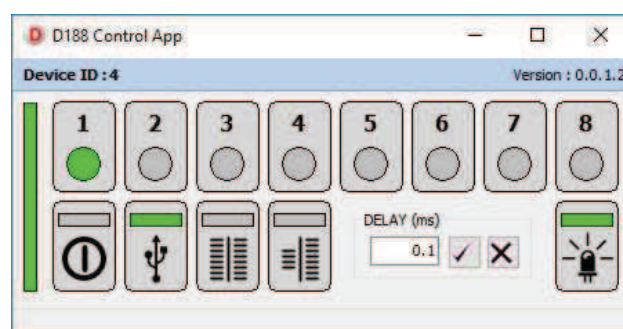 D D188 Control App
Device ID :4 Version : 0.0.1.2
1 2 3 4 5 6 7 8
DELAY (ms)
0.1